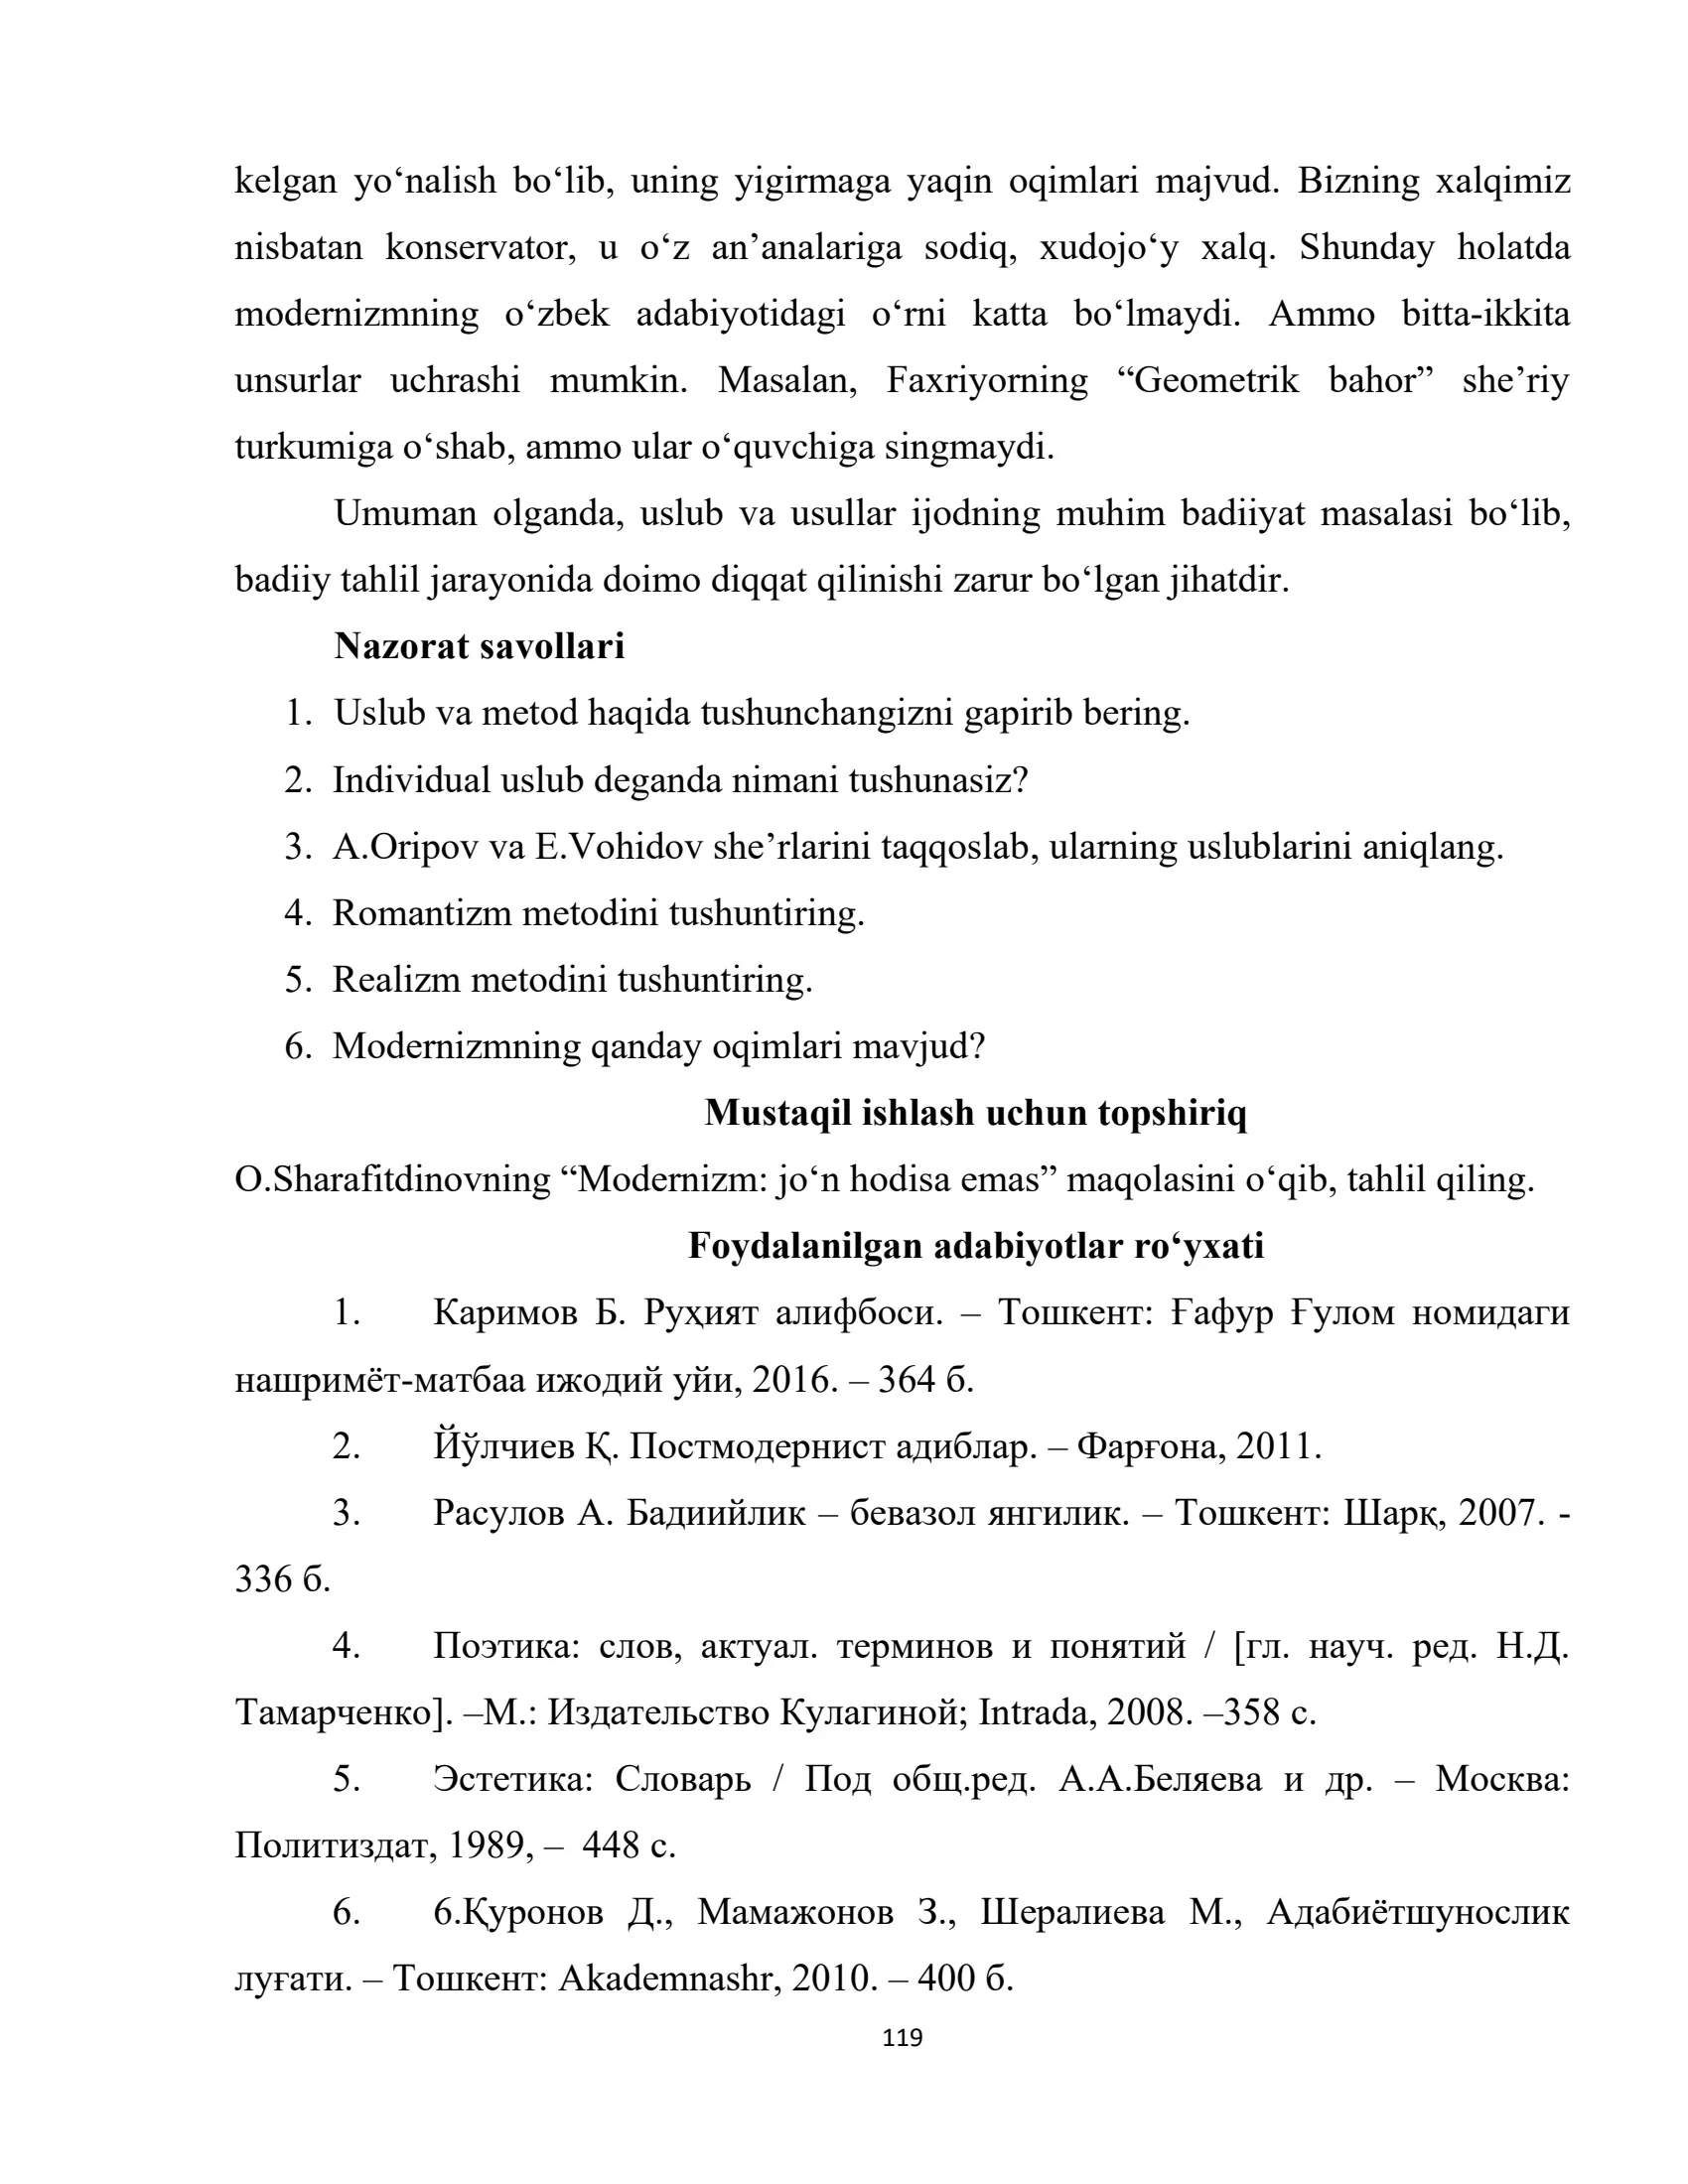 kelgan yo‘nalish bo‘lib, uning yigirmaga yaqin oqimlari majvud. Bizning xalqimiz
nisbatan konservator, u o‘z an’analariga sodiq, xudojo‘y xalq. Shunday holatda
modernizmning o‘zbek adabiyotidagi o‘rni katta bo‘lmaydi. Ammo bitta-ikkita
unsurlar uchrashi mumkin. Masalan, Faxriyorning “Geometrik bahor” she’riy
turkumiga o‘shab, ammo ular o‘quvchiga singmaydi.
Umuman olganda, uslub va usullar ijodning muhim badiiyat masalasi bo‘lib,
badiiy tahlil jarayonida doimo diqqat qilinishi zarur bo‘lgan jihatdir.
Nazorat savollari
1. Uslub va metod haqida tushunchangizni gapirib bering.
2. Individual uslub deganda nimani tushunasiz?
3. A.Oripov va E.Vohidov she’rlarini taqqoslab, ularning uslublarini aniqlang.
4. Romantizm metodini tushuntiring.
5. Realizm metodini tushuntiring.
6. Modernizmning qanday oqimlari mavjud?
Mustaqil ishlash uchun topshiriq
O.Sharafitdinovning “Modernizm: jo‘n hodisa emas” maqolasini o‘qib, tahlil qiling.
Foydalanilgan adabiyotlar ro‘yxati
1. Каримов Б. Руҳият алифбоси. – Тошкент: Ғафур Ғулом номидаги
нашримёт-матбаа ижодий уйи, 2016. – 364 б.
2. Йўлчиев Қ. Постмодернист адиблар. – Фарғона, 2011.
3. Расулов А. Бадиийлик – бевазол янгилик. – Тошкент: Шарқ, 2007. -
336 б.
4. Поэтика: слов, актуал. терминов и понятий / [гл. науч. ред. Н.Д.
Тамарченко]. –М.: Издательство Кулагиной; Intrada, 2008. –358 с.
5. Эстетика: Словарь / Под общ.ред. А.А.Беляева и др. – Москва:
Политиздат, 1989, – 448 с.
6. 6.Қуронов Д., Мамажонов З., Шералиева М., Адабиётшунослик
луғати. – Тошкент: Akademnashr, 2010. – 400 б.
119